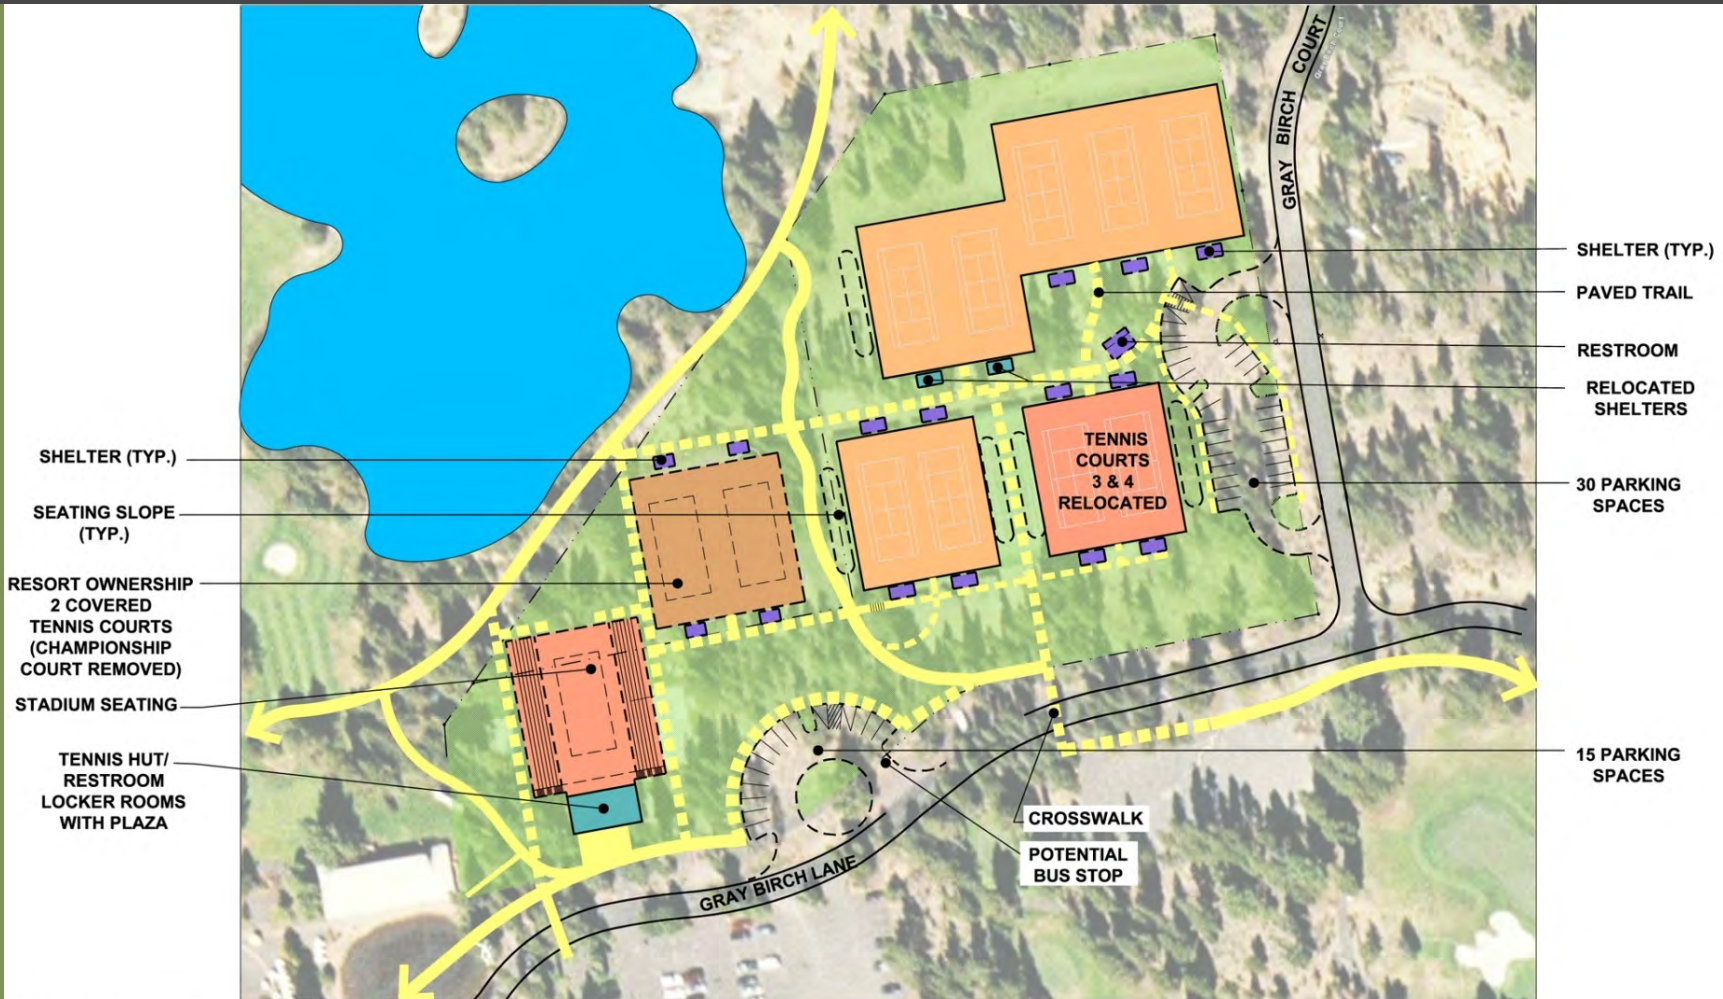 GRAY BIRCH COURT
SHELTER (TYP.)
PAVED TRAIL
RESTROOM
RELOCATED
SHELTERS
TENNIS
COURTS
3 & 4
RELOCATED
30 PARKING
SPACES
SHELTER (TYP.)
SEATING SLOPE
(TYP.)
RESORT OWNERSHIP
2 COVERED
TENNIS COURTS
(CHAMPIONSHIP
COURT REMOVED)
STADIUM SEATING
TENNIS HUT/
RESTROOM
LOCKER ROOMS
WITH PLAZA
15 PARKING
SPACES
CROSSWALK
POTENTIAL
BUS STOP
GRAY BIRCH LANE